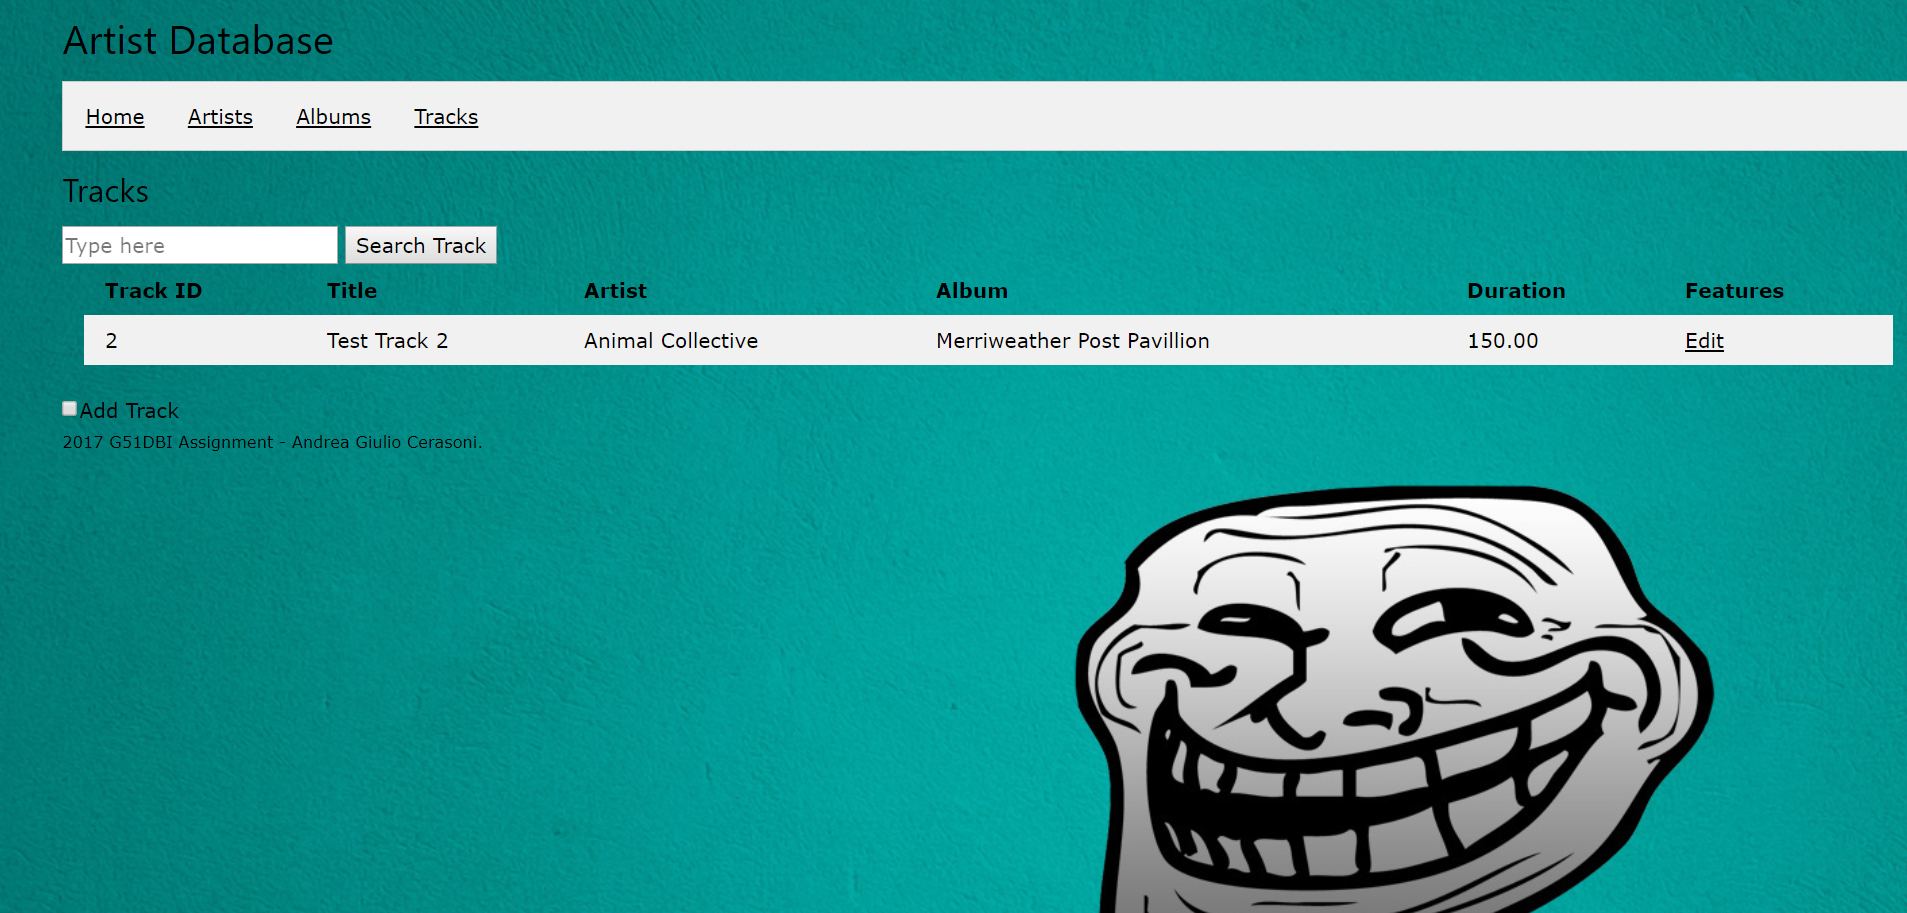 Artist Database
Home Artists Albums Tracks
Tracks
Type here Search Track
Track ID Title Artist Album Duration Features
2 Test Track 2 Animal Collective Merriweather Post Pavillion 150.00 Edit
Add Track
2017 G51DBI Assignment - Andrea Giulio Cerasoni.